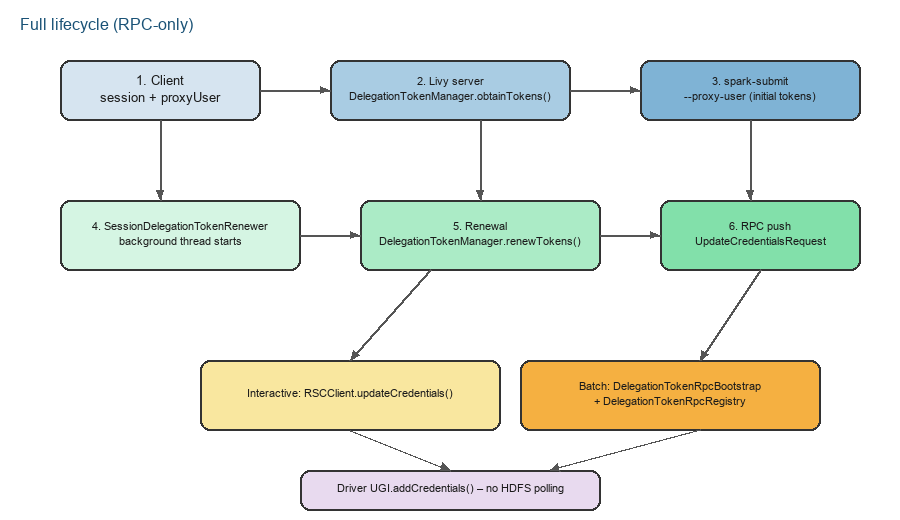 Full lifecycle (RPC-only)
1. Client
session + proxyUser
2. Livy server
DelegationTokenManager.obtainTokens()
3. spark-submit
--proxy-user (initial tokens)
4. SessionDelegationTokenRenewer
background thread starts
5. Renewal
DelegationTokenManager.renewTokens()
6. RPC push
UpdateCredentialsRequest
Interactive: RSCClient.updateCredentials()
Batch: DelegationTokenRpcBootstrap
+ DelegationTokenRpcRegistry
Driver UGI.addCredentials() – no HDFS polling